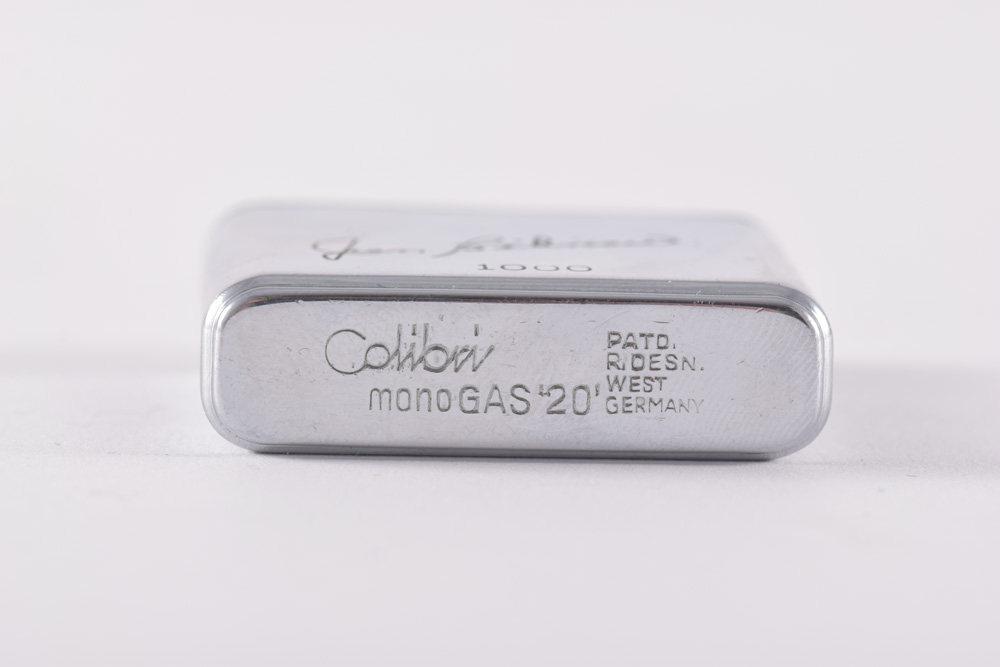 1000
Colibri
monoGAS '20'
PATD.
R.DESN.
WEST
GERMANY